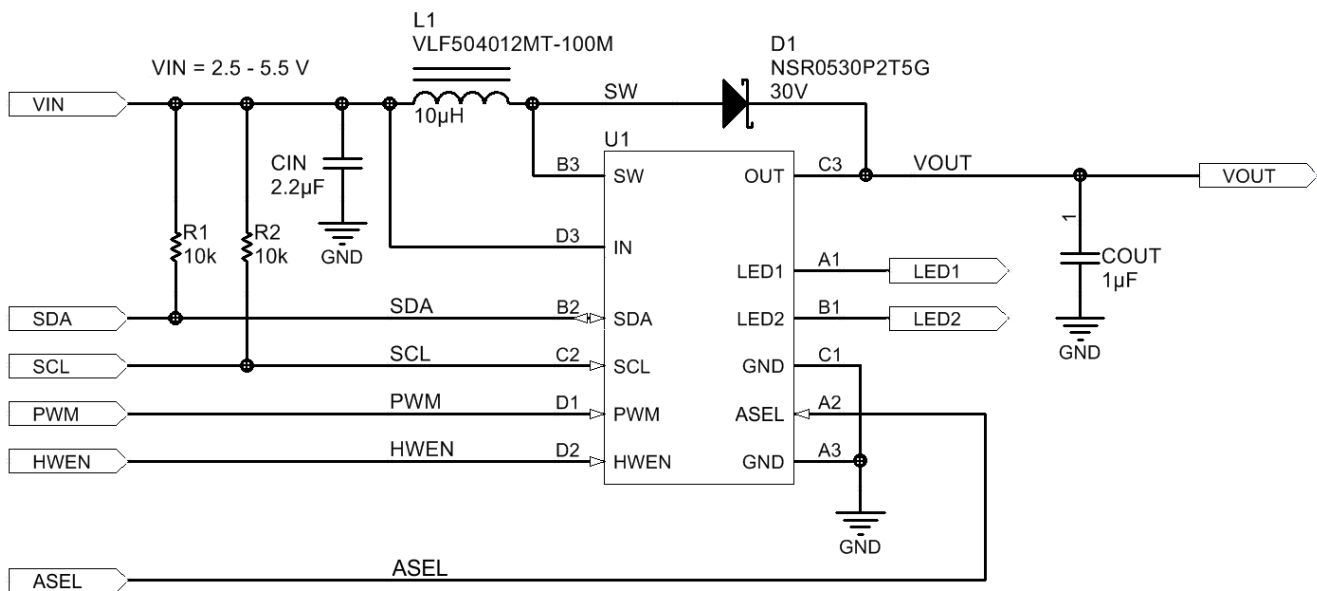 L1
VLF504012MT-100M
D1
NSR0530P2T5G
30V
VIN = 2.5 - 5.5 V
VIN
10µH
SW
U1
CIN
2.2µF
GND
B3
SW
OUT
C3
VOUT
VOUT
R1
10k
R2
10k
D3
IN
1
COUT
1µF
GND
LED1
A1
LED1
SDA
SDA
B2
SDA
LED2
B1
LED2
SCL
SCL
C2
SCL
GND
C1
PWM
PWM
D1
PWM
ASEL
A2
HWEN
HWEN
D2
HWEN
GND
A3
GND
ASEL
ASEL